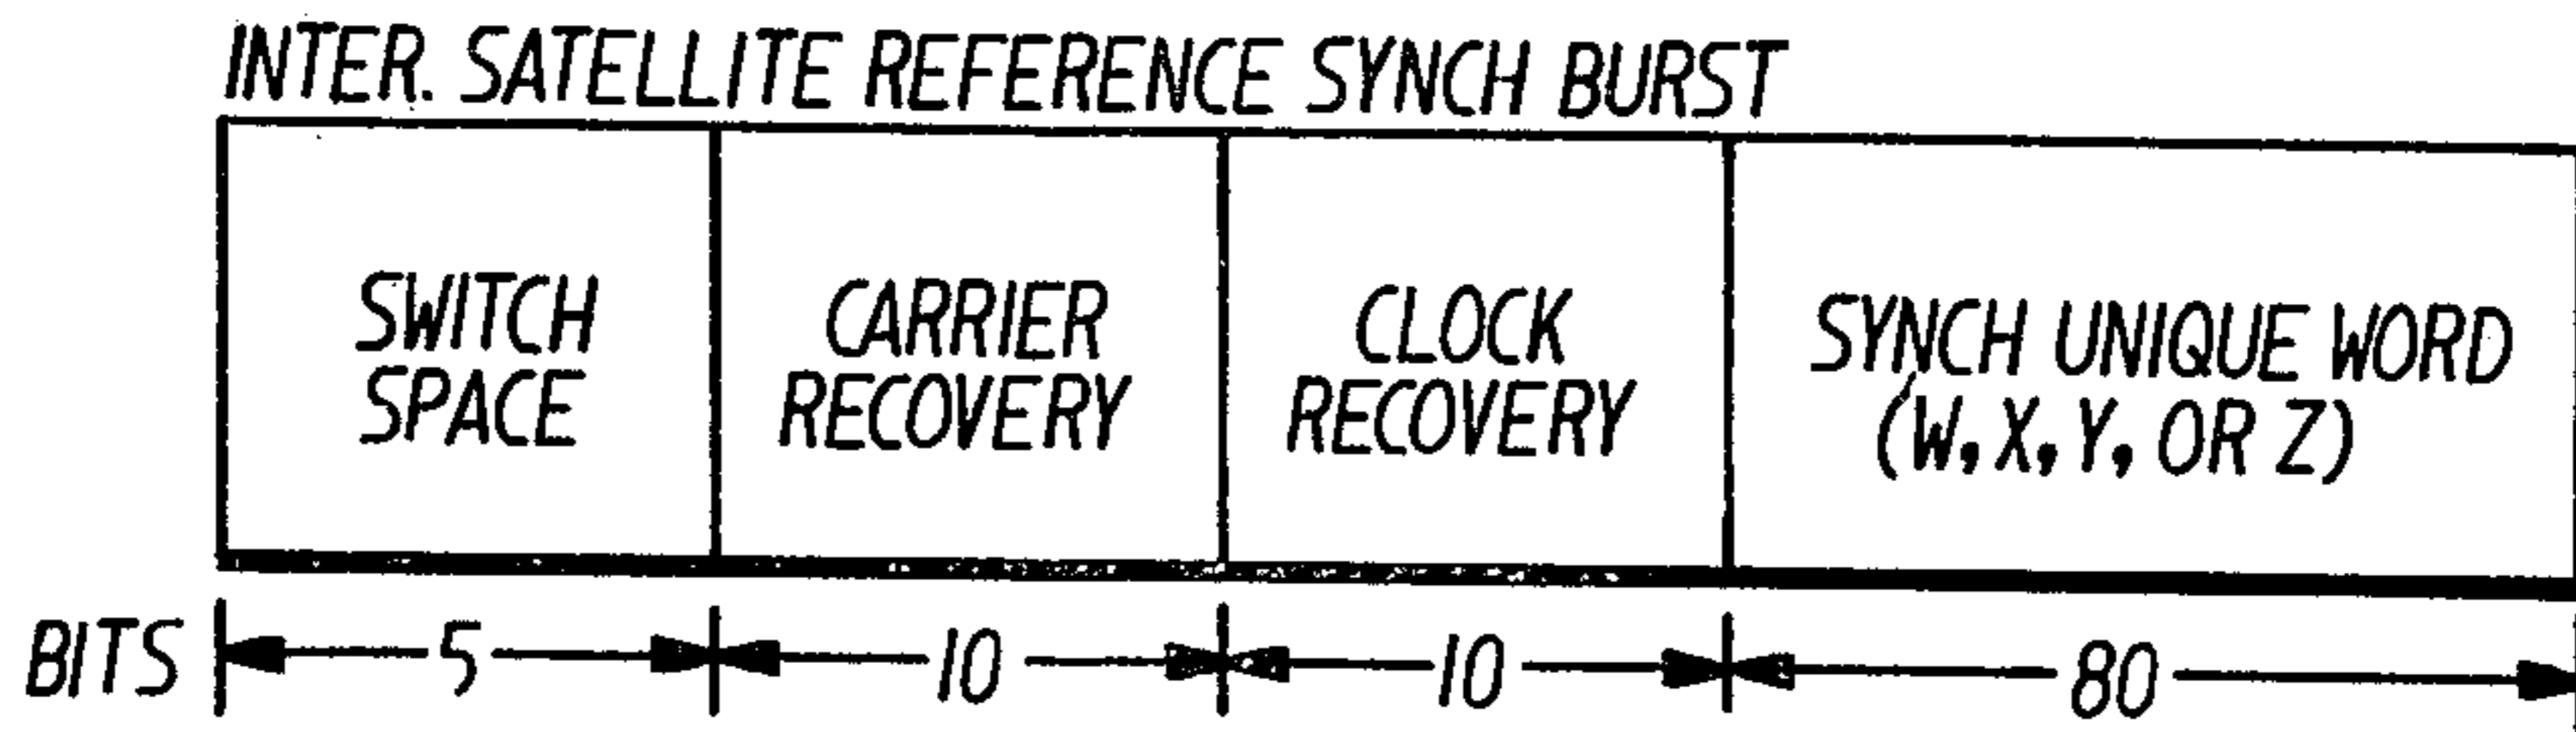 INTER. SATELLITE REFERENCE SYNCH BURST
SWITCH
SPACE
CARRIER
RECOVERY
CLOCK
RECOVERY
SYNCH UNIQUE WORD
(W, X, Y, OR Z)
BITS 5 10 10 80